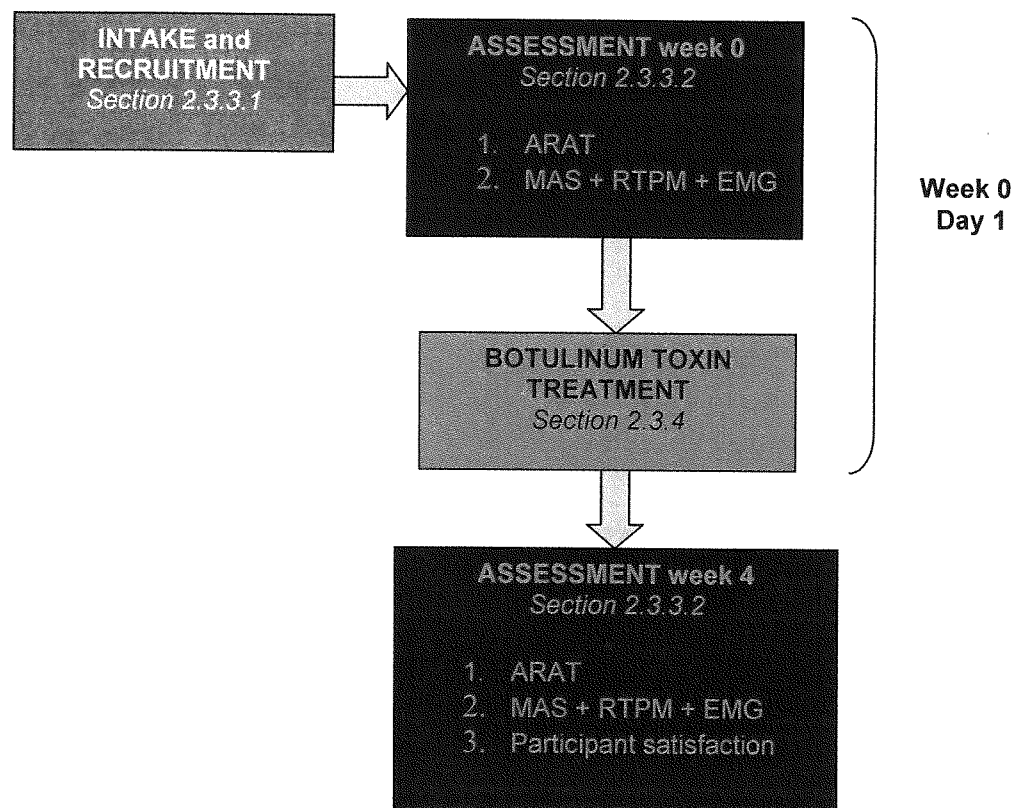 INTAKE and
RECRUITMENT
Section 2.3.3.1
ASSESSMENT week 0
Section 2.3.3.2
1. ARAT
2. MAS + RTPM + EMG
Week 0
Day 1
BOTULINUM TOXIN
TREATMENT
Section 2.3.4
ASSESSMENT week 4
Section 2.3.3.2
1. ARAT
2. MAS + RTPM + EMG
3. Participant satisfaction